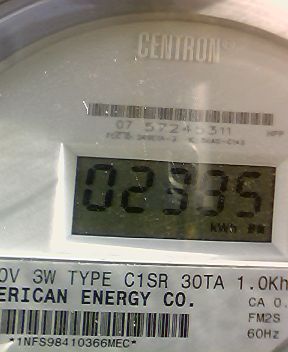 CENTRON®
07 57245311
02335
kWh
0V 3W TYPE C1SR 30TA 1.0Kh
ERICAN ENERGY CO.
CA 0.
FM2S
60Hz
*1NFS98410366MEC*